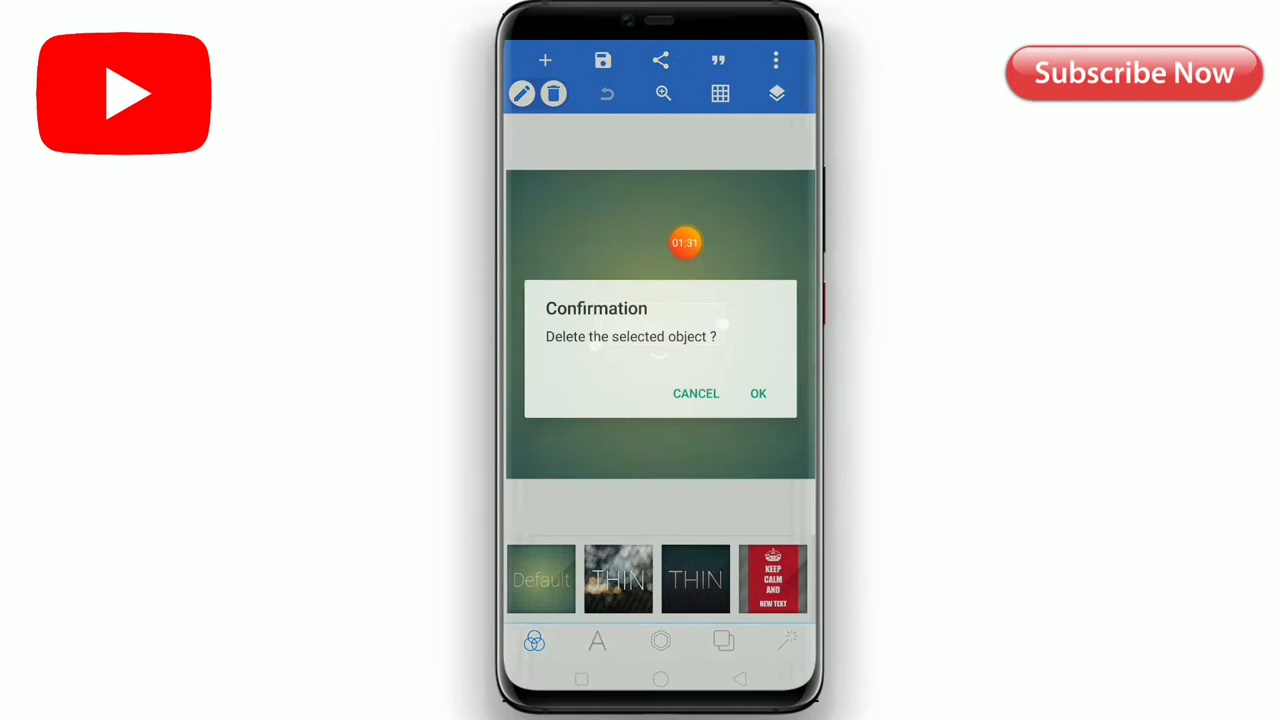 Subscribe Now
01:31
Confirmation
Delete the selected object ?
CANCEL OK
Default
THIN
THIN
KEEP
CALM
AND
NEW TEXT